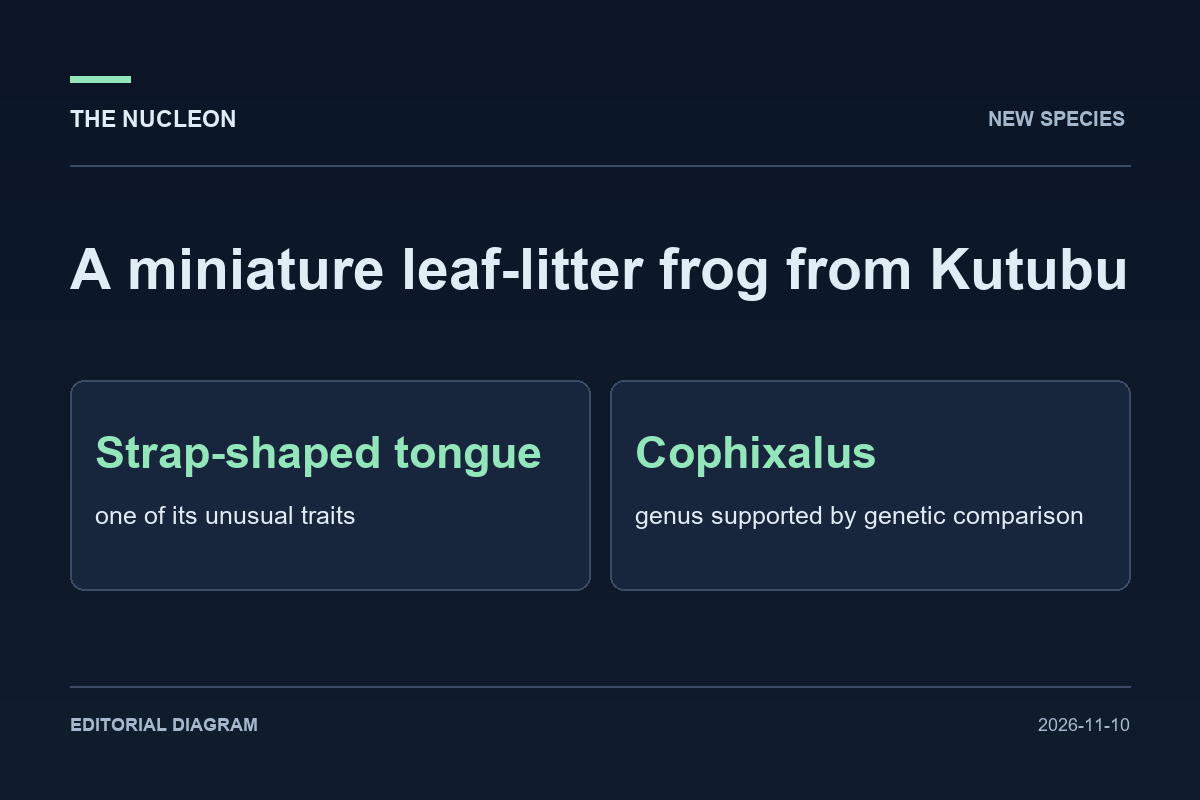 THE NUCLEON
NEW SPECIES
A miniature leaf-litter frog from Kutubu
Strap-shaped tongue
one of its unusual traits
Cophixalus
genus supported by genetic comparison
EDITORIAL DIAGRAM
2026-11-10